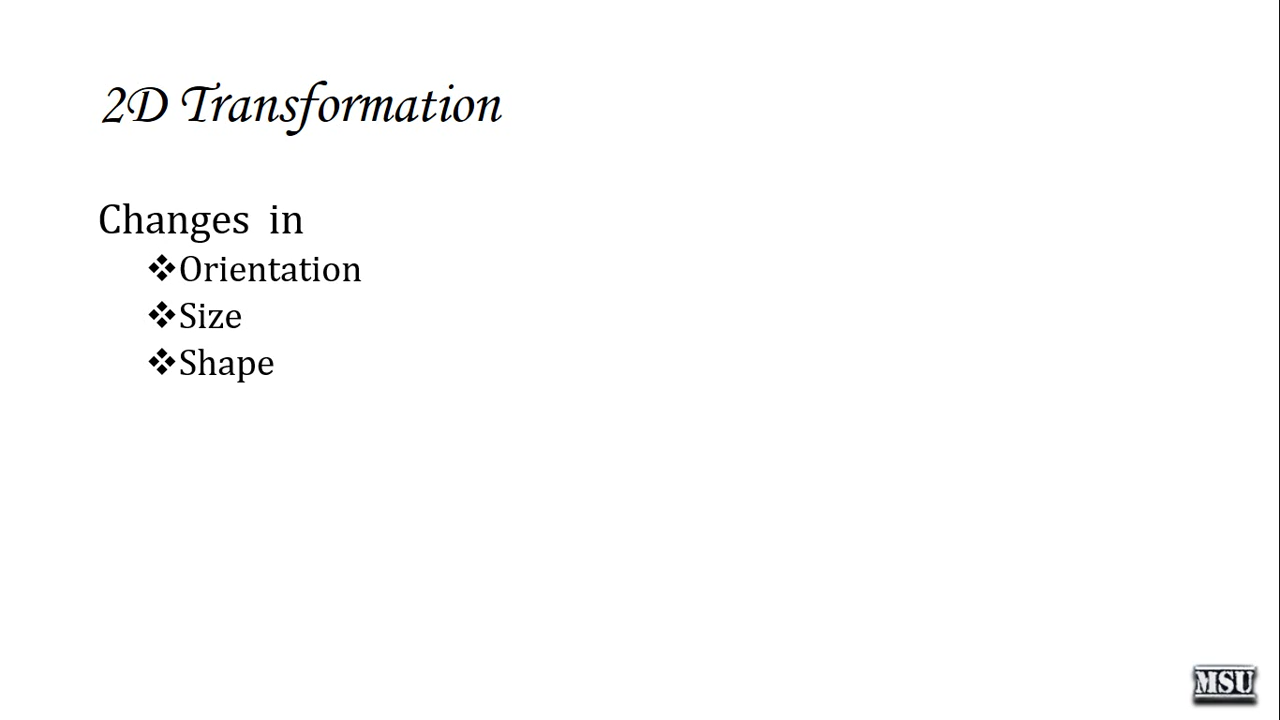 2D Transformation
Changes in
❖Orientation
❖Size
❖Shape
MSU